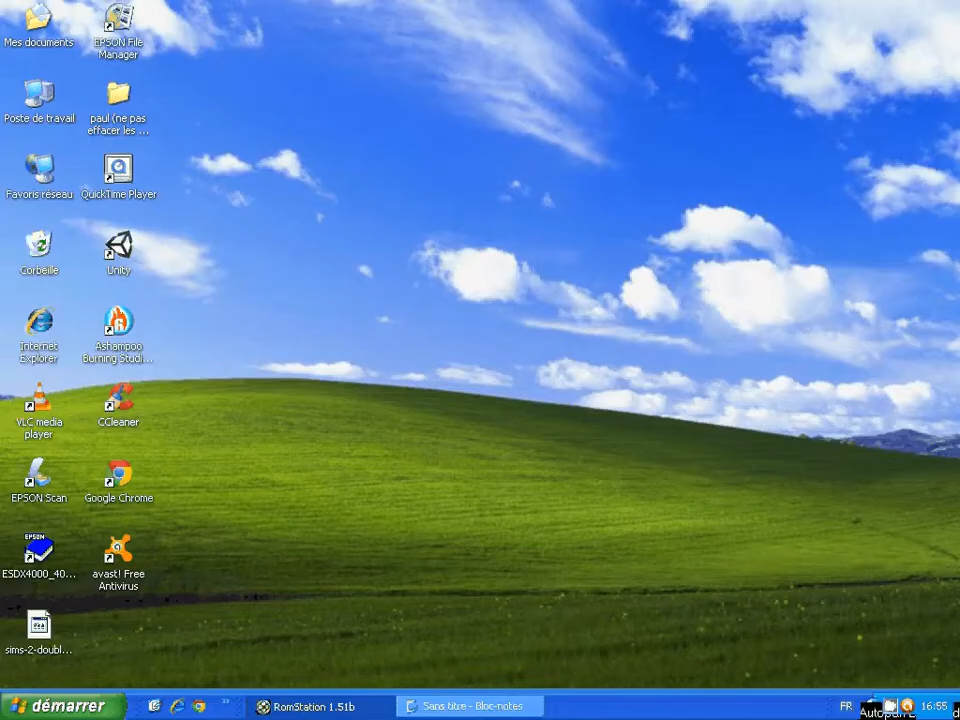 Mes documents
EPSON File
Manager
Poste de travail
paul (ne pas
effacer les ...
Favoris réseau
QuickTime Player
Corbeille
Unity
Internet
Explorer
Ashampoo
Burning Studi...
VLC media
player
CCleaner
EPSON Scan
Google Chrome
EPSON
ESDX4000_40...
avast! Free
Antivirus
sims-2-doubl...
démarrer
RomStation 1.51b
Sans titre - Bloc-notes
FR
16:55